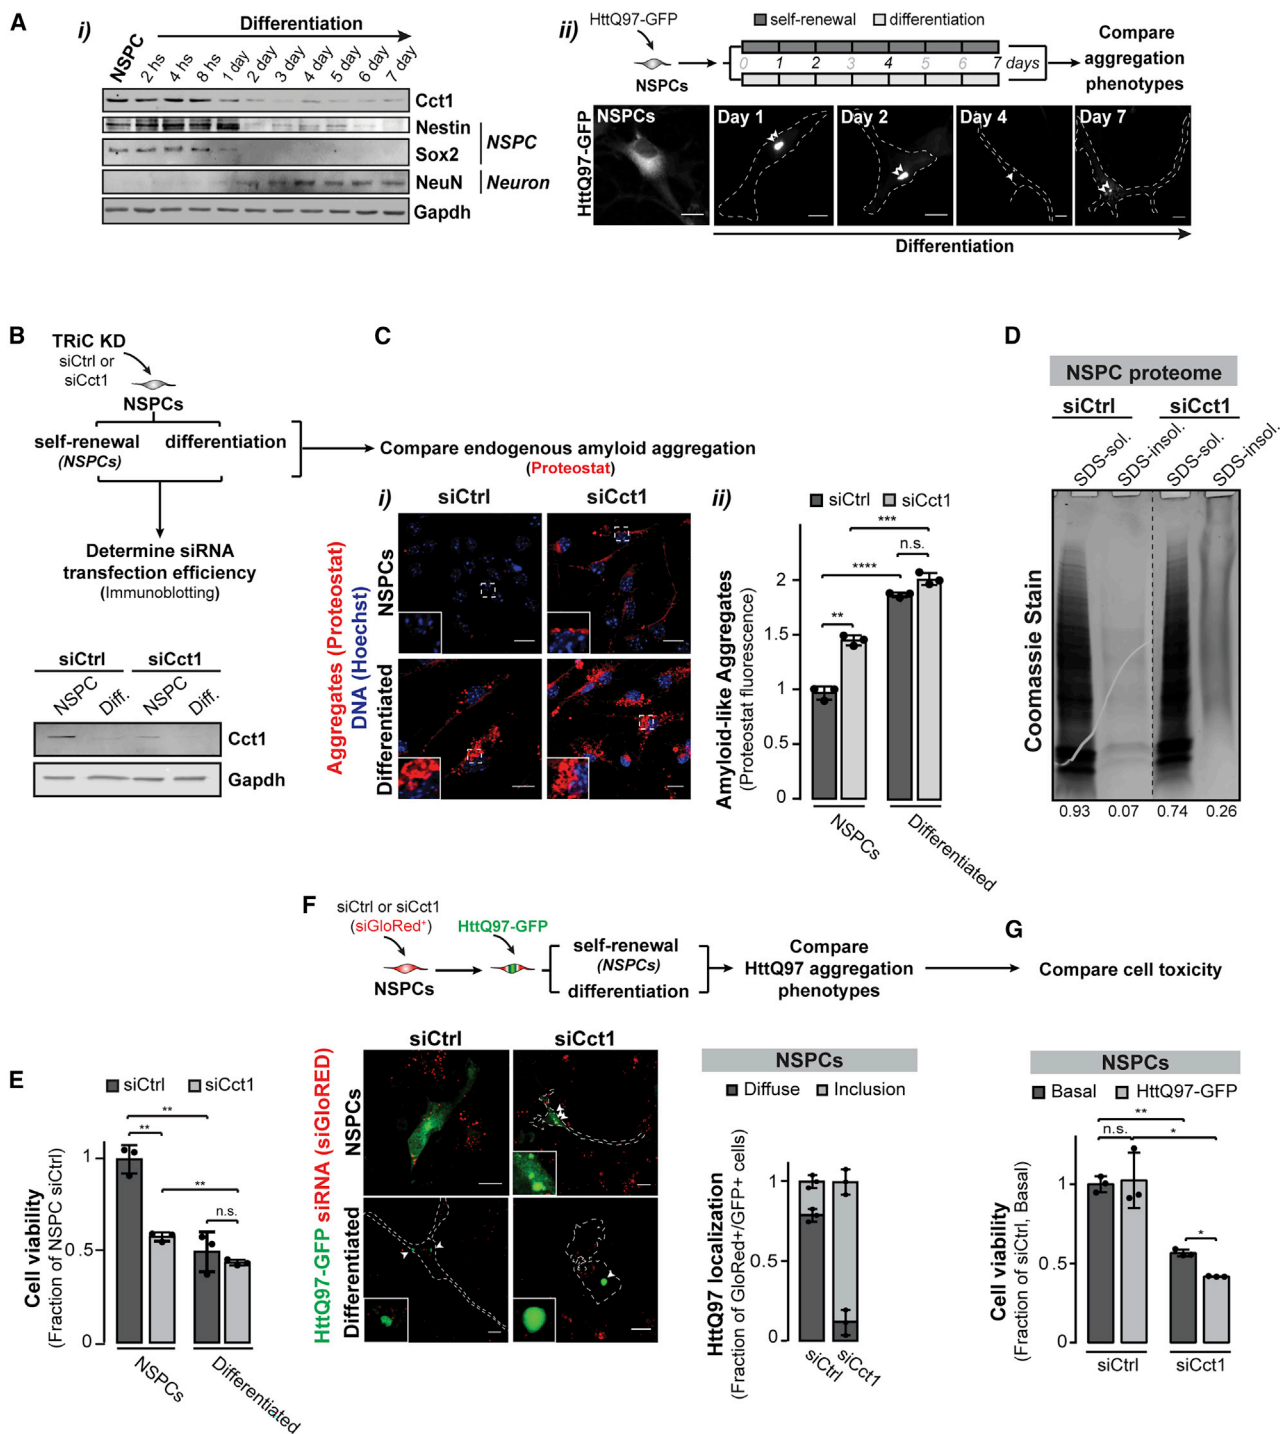 A
i)
Differentiation
NSPC
2 hs
4 hs
8 hs
1 day
2 day
3 day
4 day
5 day
6 day
7 day
Cct1
Nestin
Sox2
NSPC
NeuN
Neuron
Gapdh
ii)
HttQ97-GFP
NSPCs
self-renewal
differentiation
0 1 2 3 4 5 6 7 days
Compare
aggregation
phenotypes
HttQ97-GFP
NSPCs
Day 1
Day 2
Day 4
Day 7
Differentiation
B
TRiC KD
siCtrl or
siCct1
NSPCs
self-renewal
(NSPCs)
differentiation
Determine siRNA
transfection efficiency
(Immunoblotting)
siCtrl
siCct1
NSPC
Diff.
NSPC
Diff.
Cct1
Gapdh
C
Compare endogenous amyloid aggregation
(Proteostat)
i)
siCtrl
siCct1
Aggregates (Proteostat)
DNA (Hoechst)
NSPCs
Differentiated
ii)
siCtrl
siCct1
Amyloid-like Aggregates
(Proteostat fluorescence)
2
1.5
1
0.5
0
**
****
***
n.s.
NSPCs
Differentiated
D
NSPC proteome
siCtrl
siCct1
SDS-sol.
SDS-insol.
SDS-sol.
SDS-insol.
Coomassie Stain
0.93
0.07
0.74
0.26
E
siCtrl
siCct1
Cell viability
(Fraction of NSPC siCtrl)
1
0.5
0
**
**
**
n.s.
NSPCs
Differentiated
F
siCtrl or siCct1
(siGloRed+)
NSPCs
HttQ97-GFP
self-renewal
(NSPCs)
differentiation
Compare
HttQ97 aggregation
phenotypes
siCtrl
siCct1
HttQ97-GFP siRNA (siGloRED)
NSPCs
Differentiated
NSPCs
Diffuse
Inclusion
HttQ97 localization
(Fraction of GloRed+/GFP+ cells)
1
0.5
0
siCtrl
siCct1
G
Compare cell toxicity
NSPCs
Basal
HttQ97-GFP
Cell viability
(Fraction of siCtrl, Basal)
1
0.5
0
**
n.s.
*
*
siCtrl
siCct1